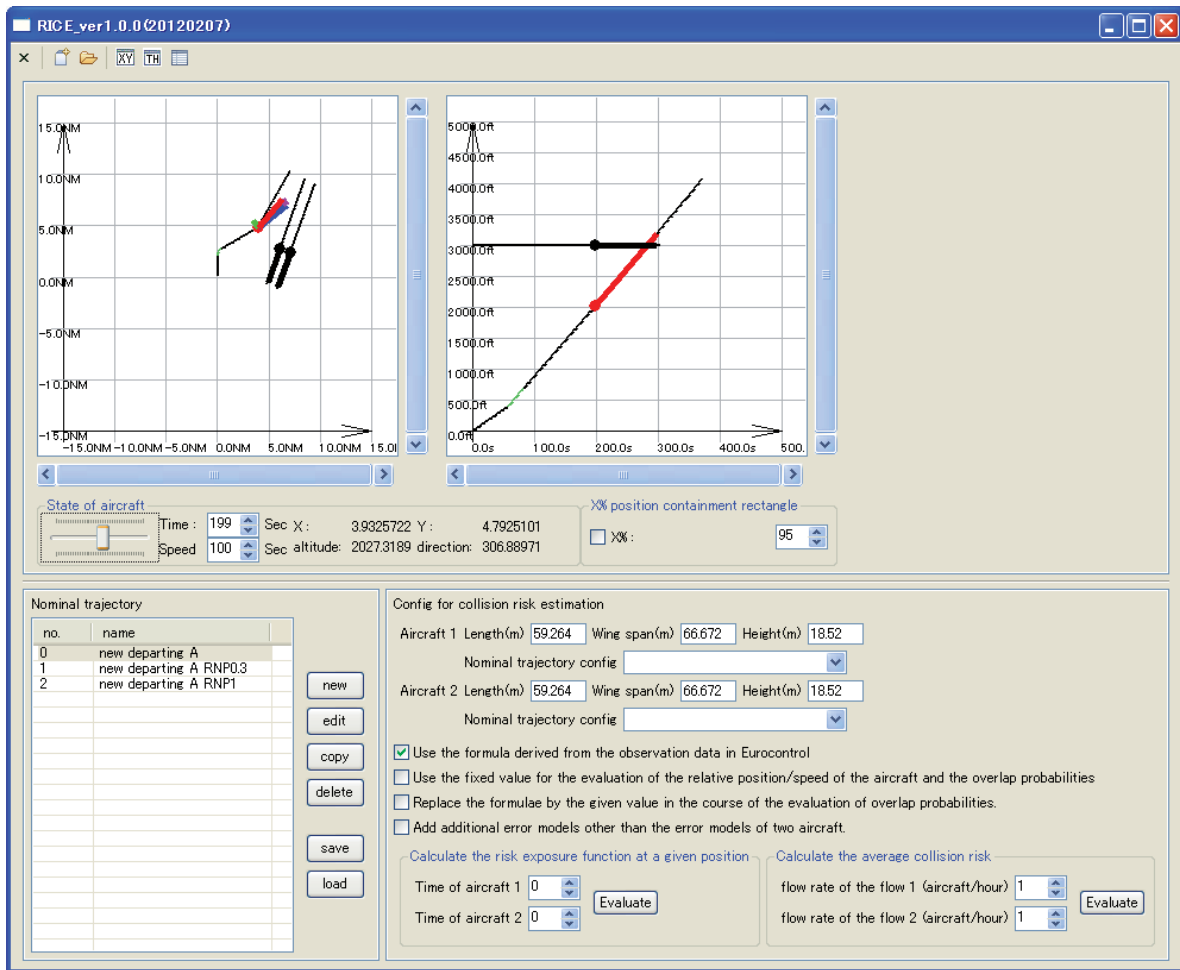 RICE_ver1.0.0(20120207)
XY TH
15.0NM
10.0NM
5.0NM
0.0NM
-5.0NM
-10.0NM
-15.0NM
-15.0NM -10.0NM -5.0NM 0.0NM 5.0NM 10.0NM 15.0
5000.0ft
4500.0ft
4000.0ft
3500.0ft
3000.0ft
2500.0ft
2000.0ft
1500.0ft
1000.0ft
500.0ft
0.0ft
0.0s 100.0s 200.0s 300.0s 400.0s 500.
State of aircraft
Time : 199 Sec X : 3.9325722 Y : 4.7925101
Speed 100 Sec altitude: 2027.3189 direction: 306.88971
X% position containment rectangle
X% : 95
Nominal trajectory
no. name
0 new departing A
1 new departing A RNP0.3
2 new departing A RNP1
new
edit
copy
delete
save
load
Config for collision risk estimation
Aircraft 1 Length(m) 59.264 Wing span(m) 66.672 Height(m) 18.52
Nominal trajectory config
Aircraft 2 Length(m) 59.264 Wing span(m) 66.672 Height(m) 18.52
Nominal trajectory config
Use the formula derived from the observation data in Eurocontrol
Use the fixed value for the evaluation of the relative position/speed of the aircraft and the overlap probabilities
Replace the formulae by the given value in the course of the evaluation of overlap probabilities.
Add additional error models other than the error models of two aircraft.
Calculate the risk exposure function at a given position
Time of aircraft 1 0
Time of aircraft 2 0
Evaluate
Calculate the average collision risk
flow rate of the flow 1 (aircraft/hour) 1
flow rate of the flow 2 (aircraft/hour) 1
Evaluate